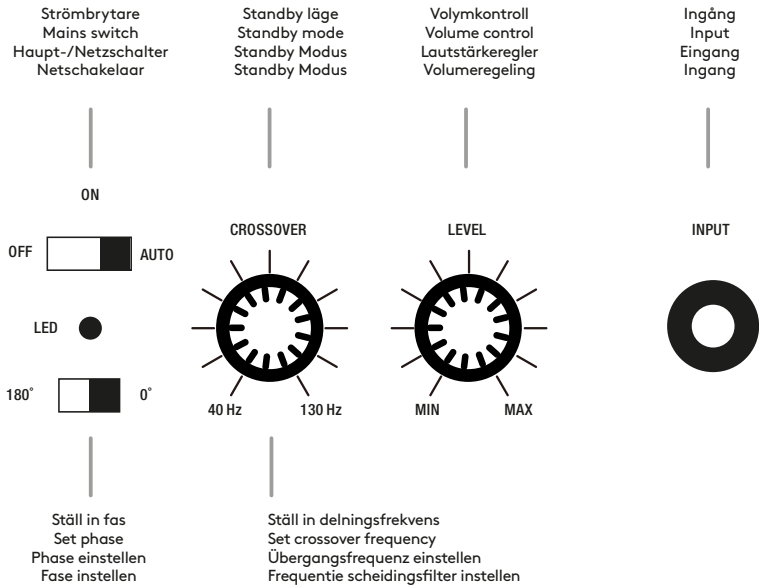 Strömbrytare
Mains switch
Haupt-/Netzschalter
Netschakelaar
Standby läge
Standby mode
Standby Modus
Standby Modus
Volymkontroll
Volume control
Lautstärkeregler
Volumeregeling
Ingång
Input
Eingang
Ingang
ON
OFF
AUTO
LED
180°
0°
CROSSOVER
40 Hz
130 Hz
LEVEL
MIN
MAX
INPUT
Ställ in fas
Set phase
Phase einstellen
Fase instellen
Ställ in delningsfrekvens
Set crossover frequency
Übergangsfrequenz einstellen
Frequentie scheidingsfilter instellen